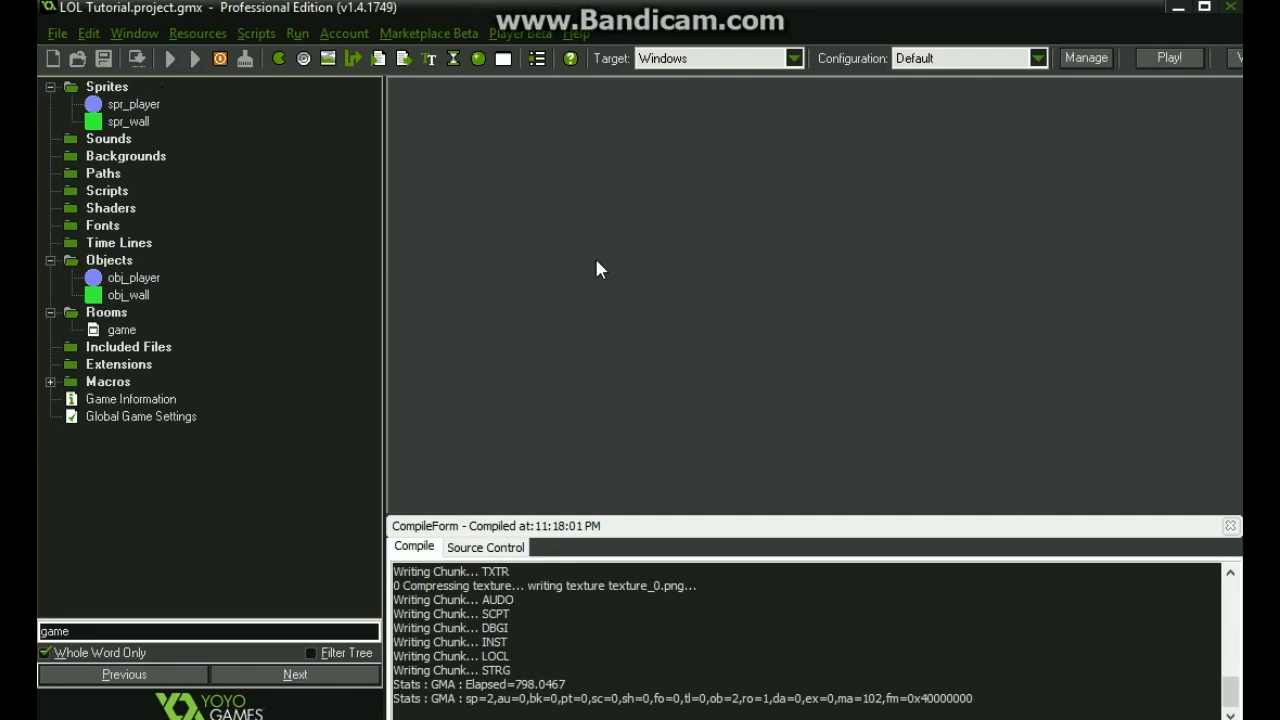 LOL Tutorial.project.gmx - Professional Edition (v1.4.1749)
www.Bandicam.com
File Edit Window Resources Scripts Run Account Marketplace Beta Player Beta Help
Target: Windows Configuration: Default Manage Play!
Sprites
spr_player
spr_wall
Sounds
Backgrounds
Paths
Scripts
Shaders
Fonts
Time Lines
Objects
obj_player
obj_wall
Rooms
game
Included Files
Extensions
Macros
Game Information
Global Game Settings
game
Whole Word Only Filter Tree
Previous Next
YOYO
GAMES
CompileForm - Compiled at:11:18:01 PM
Compile Source Control
Writing Chunk... TXTR
0 Compressing texture... writing texture texture_0.png...
Writing Chunk... AUDO
Writing Chunk... SCPT
Writing Chunk... DBGI
Writing Chunk... INST
Writing Chunk... LOCL
Writing Chunk... STRG
Stats : GMA : Elapsed=798.0467
Stats : GMA : sp=2,au=0,bk=0,pt=0,sc=0,sh=0,fo=0,tl=0,ob=2,ro=1,da=0,ex=0,ma=102,fm=0x40000000